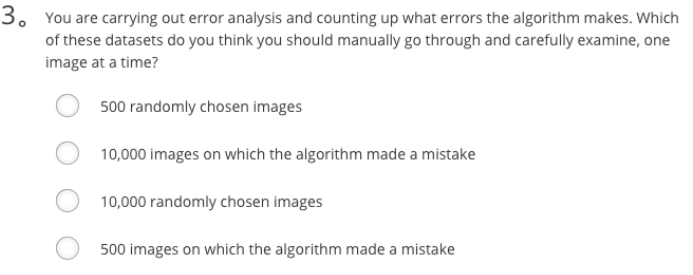 3。 You are carrying out error analysis and counting up what errors the algorithm makes. Which
of these datasets do you think you should manually go through and carefully examine, one
image at a time?
500 randomly chosen images
10,000 images on which the algorithm made a mistake
10,000 randomly chosen images
500 images on which the algorithm made a mistake